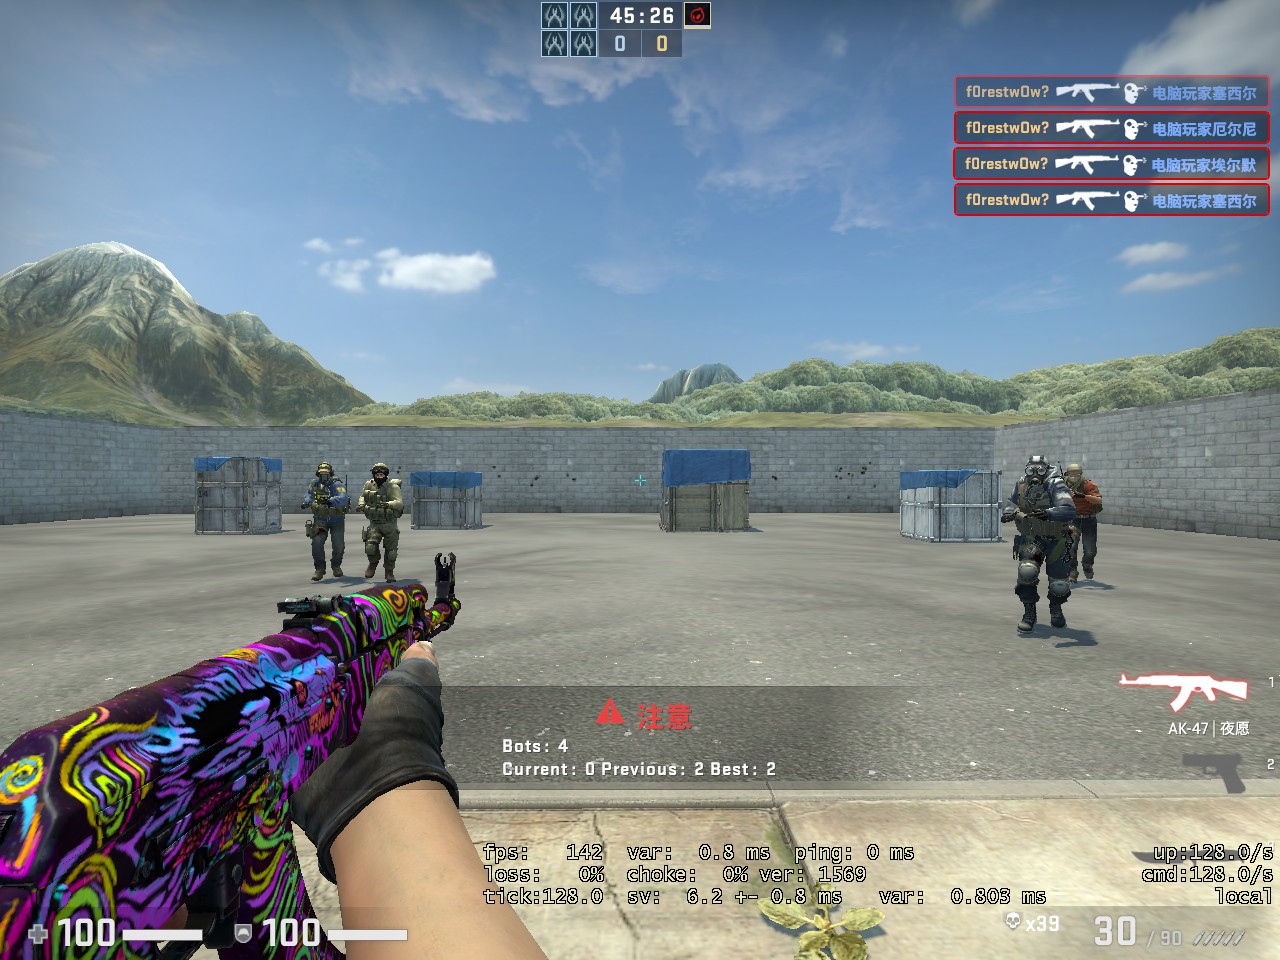 45:26
0 0
f0restw0w? 电脑玩家塞西尔
f0restw0w? 电脑玩家厄尔尼
f0restw0w? 电脑玩家埃尔默
f0restw0w? 电脑玩家塞西尔
1
AK-47 | 夜愿
2
注意
Bots: 4
Current: 0 Previous: 2 Best: 2
fps: 142 var: 0.8 ms ping: 0 ms up:128.0/s
loss: 0% choke: 0% ver: 1569 cmd:128.0/s
tick:128.0 sv: 6.2 +- 0.8 ms var: 0.803 ms local
100 100 x39 30 / 90